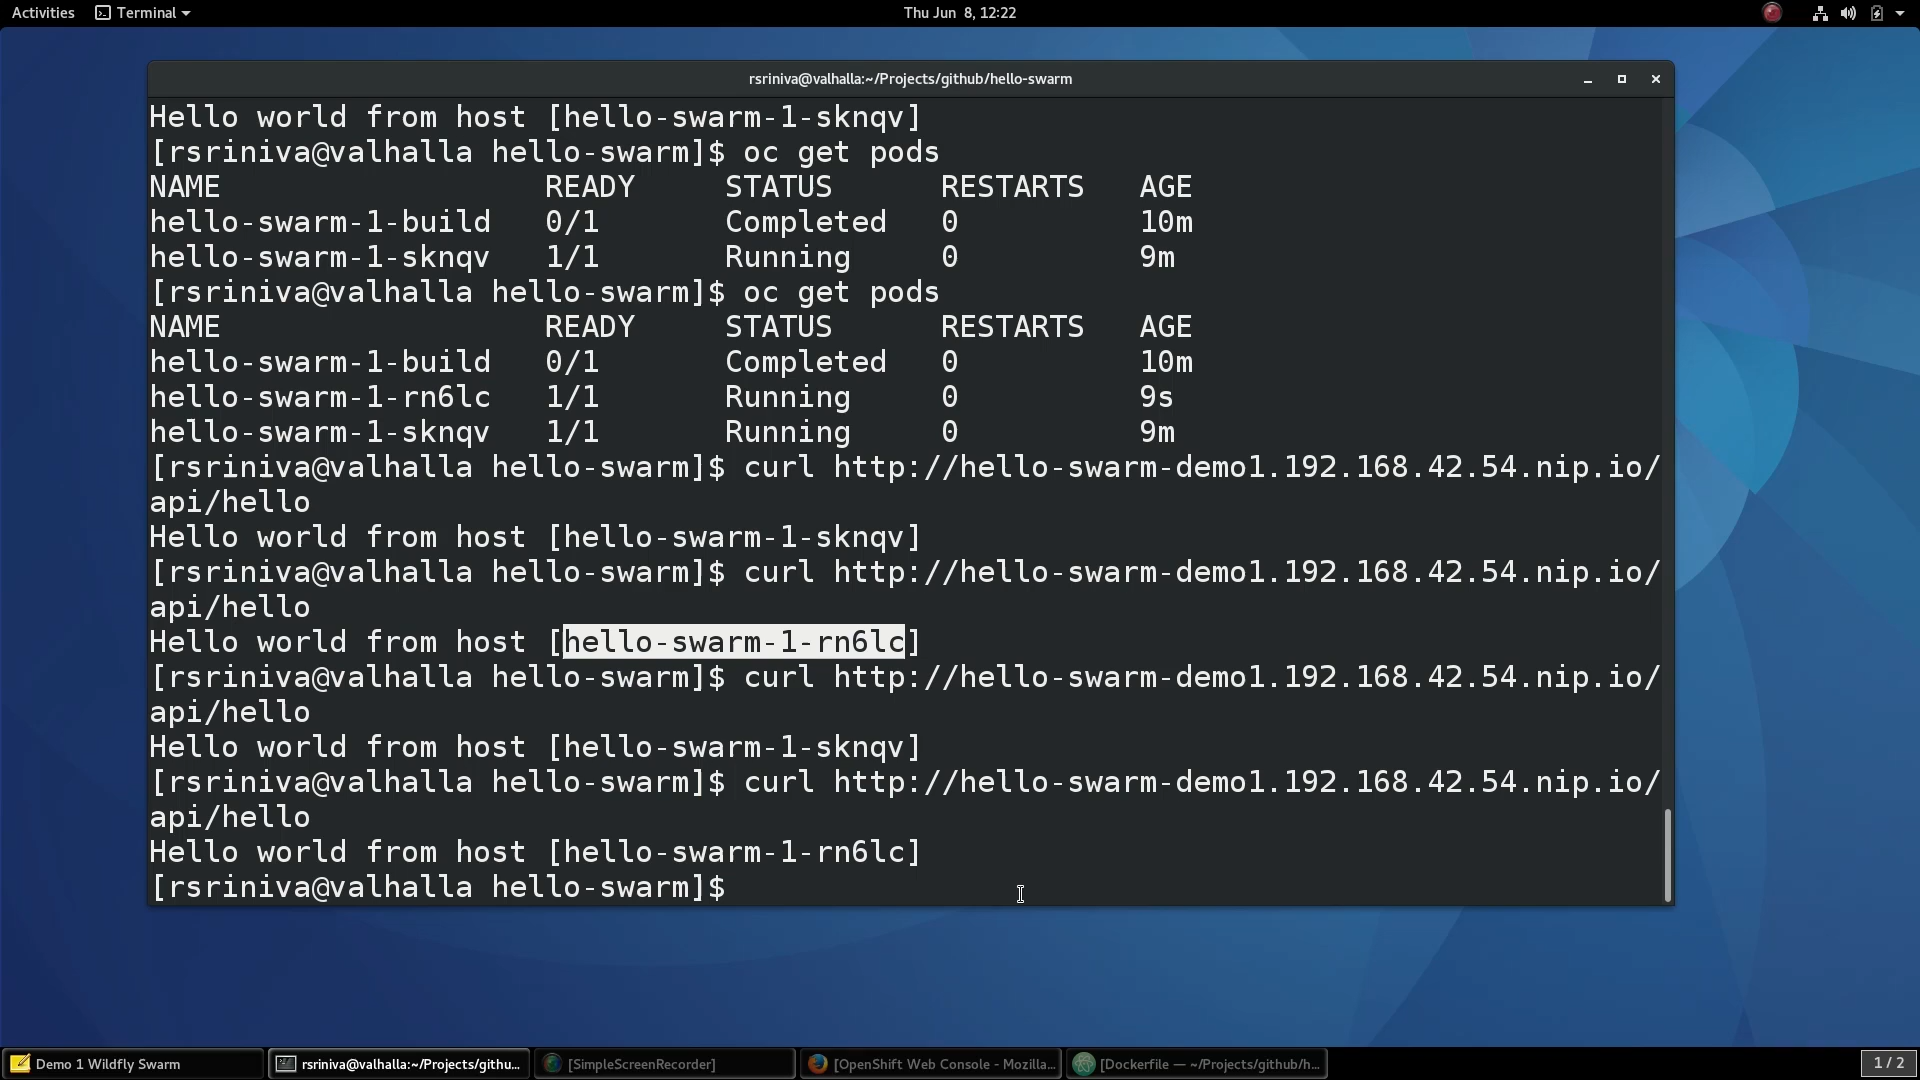 Activities Terminal Thu Jun 8, 12:22
rsriniva@valhalla:~/Projects/github/hello-swarm
Hello world from host [hello-swarm-1-sknqv]
[rsriniva@valhalla hello-swarm]$ oc get pods
NAME READY STATUS RESTARTS AGE
hello-swarm-1-build 0/1 Completed 0 10m
hello-swarm-1-sknqv 1/1 Running 0 9m
[rsriniva@valhalla hello-swarm]$ oc get pods
NAME READY STATUS RESTARTS AGE
hello-swarm-1-build 0/1 Completed 0 10m
hello-swarm-1-rn6lc 1/1 Running 0 9s
hello-swarm-1-sknqv 1/1 Running 0 9m
[rsriniva@valhalla hello-swarm]$ curl http://hello-swarm-demo1.192.168.42.54.nip.io/
api/hello
Hello world from host [hello-swarm-1-sknqv]
[rsriniva@valhalla hello-swarm]$ curl http://hello-swarm-demo1.192.168.42.54.nip.io/
api/hello
Hello world from host [hello-swarm-1-rn6lc]
[rsriniva@valhalla hello-swarm]$ curl http://hello-swarm-demo1.192.168.42.54.nip.io/
api/hello
Hello world from host [hello-swarm-1-sknqv]
[rsriniva@valhalla hello-swarm]$ curl http://hello-swarm-demo1.192.168.42.54.nip.io/
api/hello
Hello world from host [hello-swarm-1-rn6lc]
[rsriniva@valhalla hello-swarm]$
Demo 1 Wildfly Swarm rsriniva@valhalla:~/Projects/githu... [SimpleScreenRecorder] [OpenShift Web Console - Mozilla... [Dockerfile — ~/Projects/github/h... 1 / 2